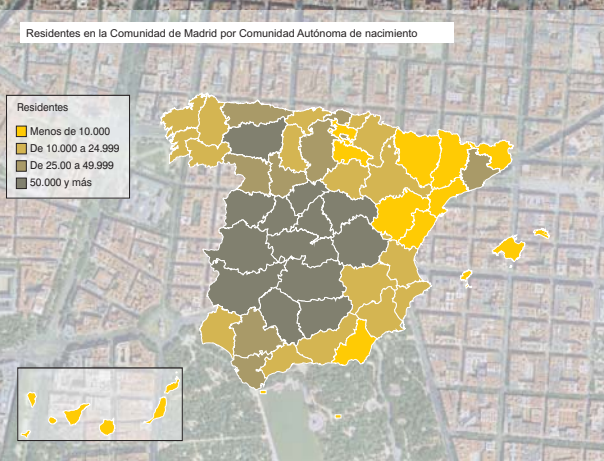 Residentes en la Comunidad de Madrid por Comunidad Autónoma de nacimiento
Residentes
Menos de 10.000
De 10.000 a 24.999
De 25.00 a 49.999
50.000 y más